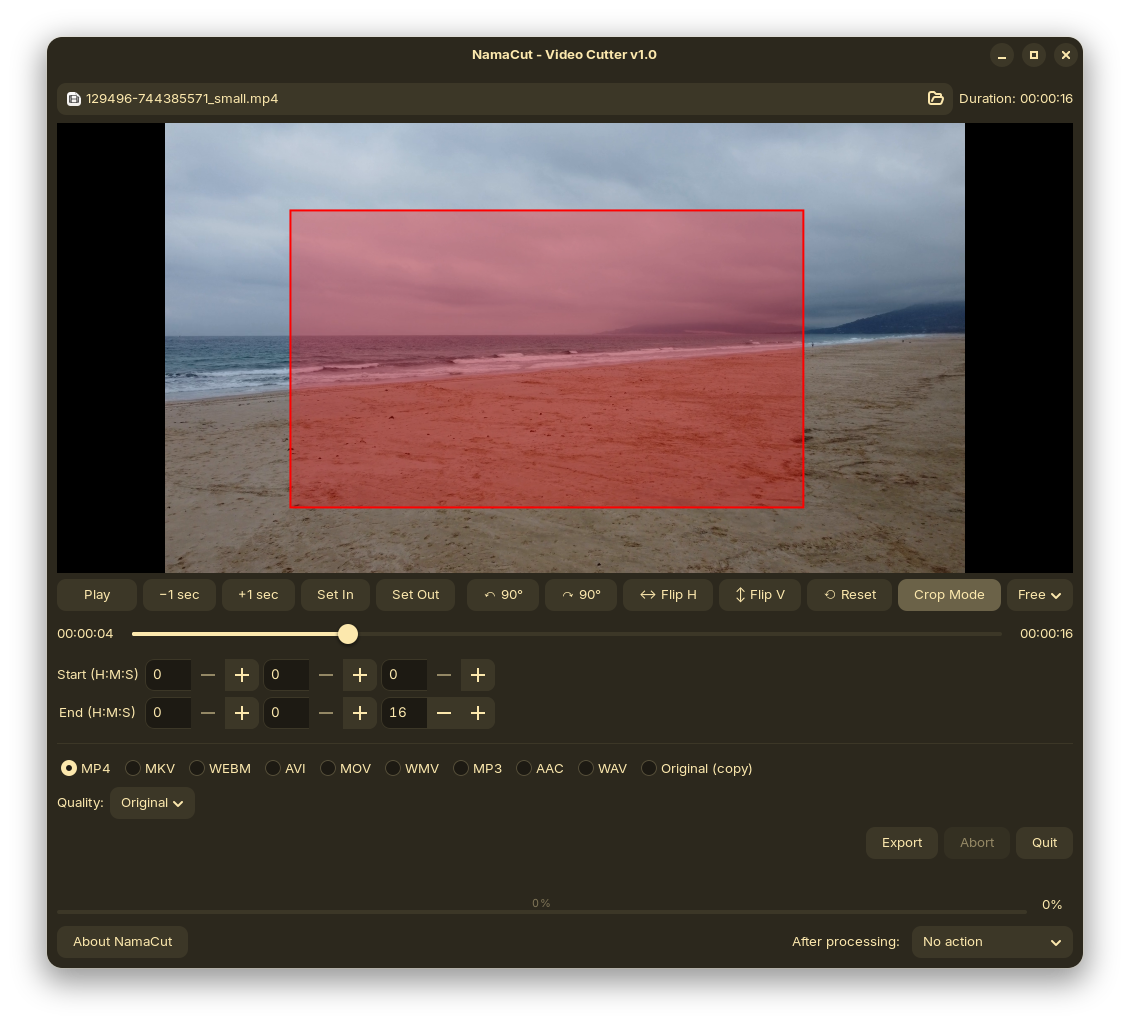 NamaCut - Video Cutter v1.0
129496-744385571_small.mp4 Duration: 00:00:16
Play −1 sec +1 sec Set In Set Out ↶ 90° ↷ 90° ↔ Flip H ↕ Flip V ⟲ Reset Crop Mode Free
00:00:04 00:00:16
Start (H:M:S) 0 − + 0 − + 0 − +
End (H:M:S) 0 − + 0 − + 16 − +
MP4 MKV WEBM AVI MOV WMV MP3 AAC WAV Original (copy)
Quality: Original
Export Abort Quit
0% 0%
About NamaCut After processing: No action